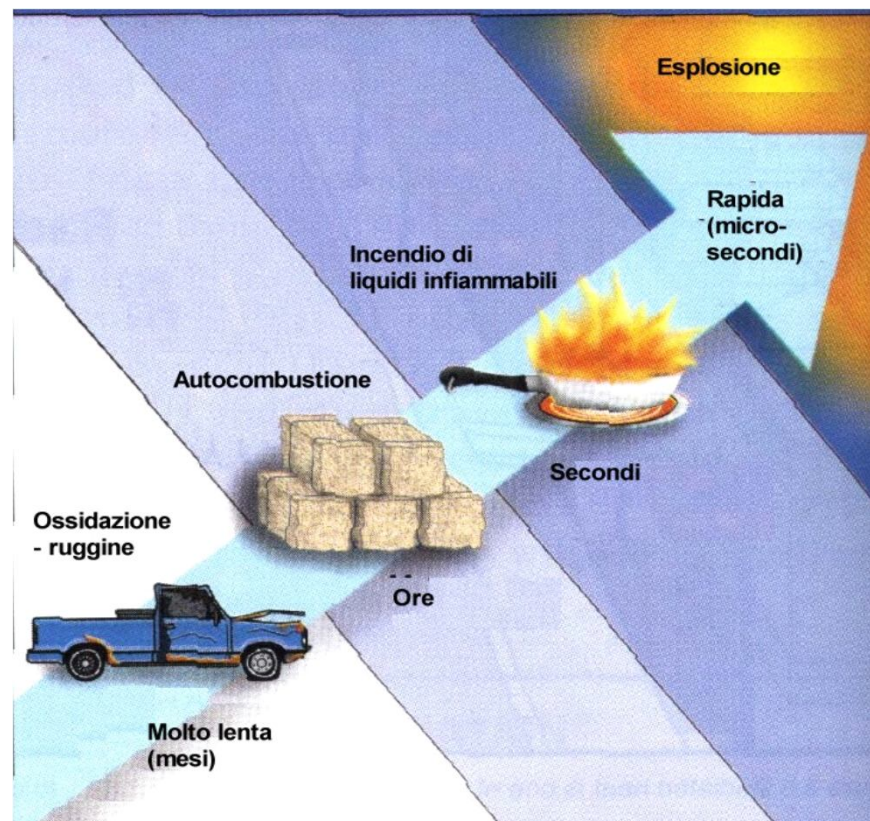 Esplosione
Rapida
(micro-
secondi)
Incendio di
liquidi infiammabili
Autocombustione
Secondi
Ossidazione
- ruggine
Ore
Molto lenta
(mesi)